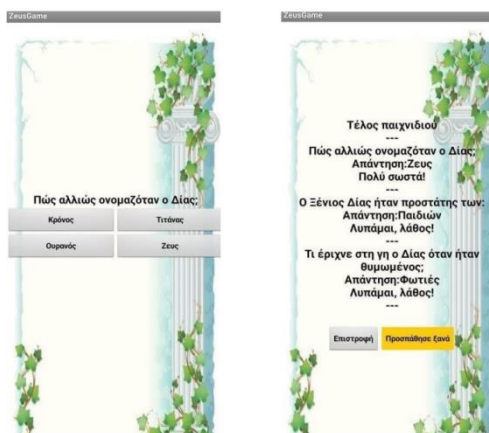 ZeusGame
Πώς αλλιώς ονομαζόταν ο Δίας;
Κρόνος
Τιτάνας
Ουρανός
Ζευς
ZeusGame
Τέλος παιχνιδιού
---
Πώς αλλιώς ονομαζόταν ο Δίας;
Απάντηση:Ζευς
Πολύ σωστά!
---
Ο Ξένιος Δίας ήταν προστάτης των:
Απάντηση:Παιδιών
Λυπάμαι, λάθος!
---
Τι έριχνε στη γη ο Δίας όταν ήταν
θυμωμένος;
Απάντηση:Φωτιές
Λυπάμαι, λάθος!
---
Επιστροφή
Προσπάθησε ξανά